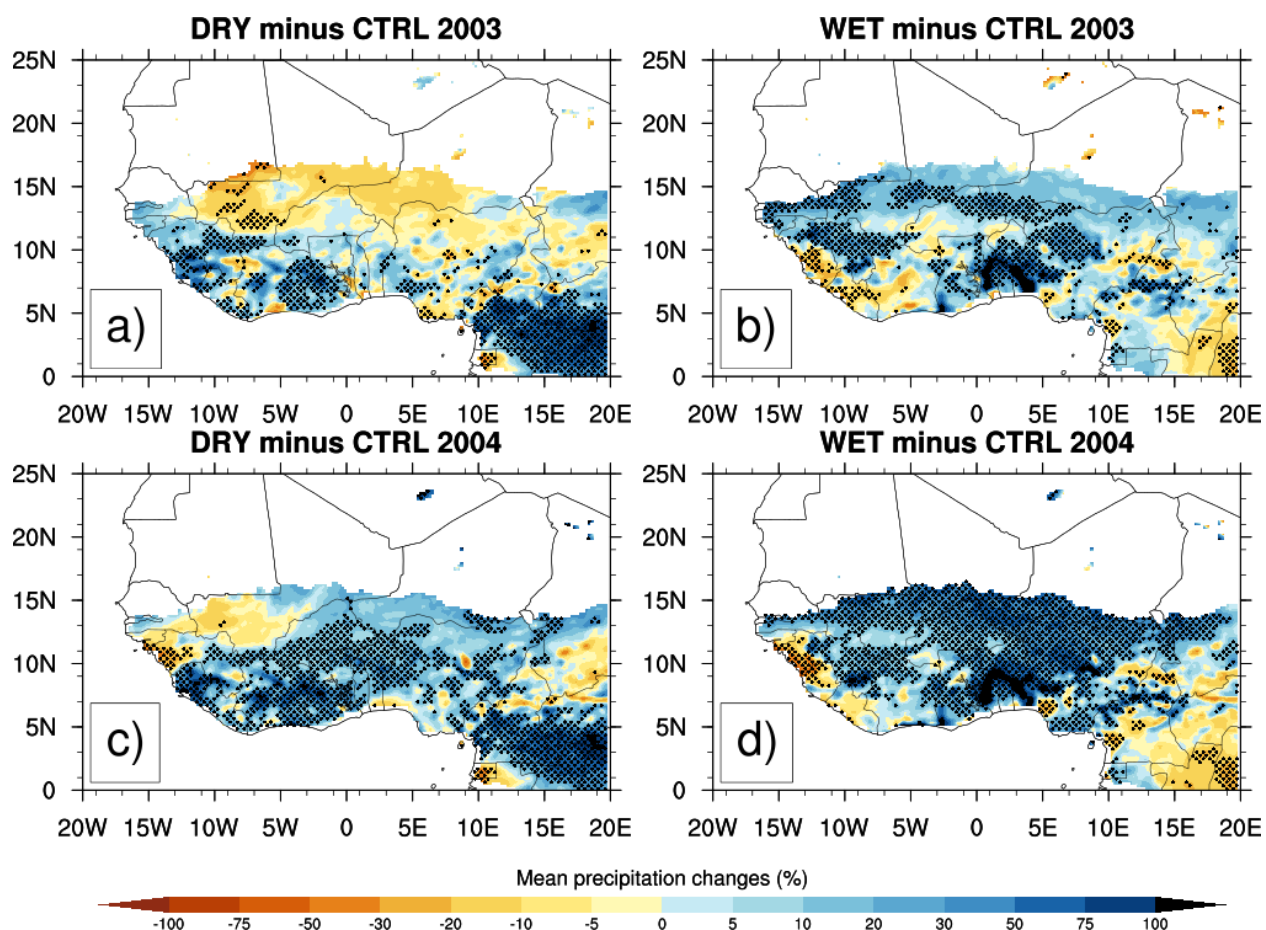 DRY minus CTRL 2003
WET minus CTRL 2003
25N
20N
15N
10N
5N
0
a)
20W 15W 10W 5W 0 5E 10E 15E 20E
25N
20N
15N
10N
5N
0
b)
20W 15W 10W 5W 0 5E 10E 15E 20E
DRY minus CTRL 2004
WET minus CTRL 2004
25N
20N
15N
10N
5N
0
c)
20W 15W 10W 5W 0 5E 10E 15E 20E
25N
20N
15N
10N
5N
0
d)
20W 15W 10W 5W 0 5E 10E 15E 20E
Mean precipitation changes (%)
-100 -75 -50 -30 -20 -10 -5 0 5 10 20 30 50 75 100